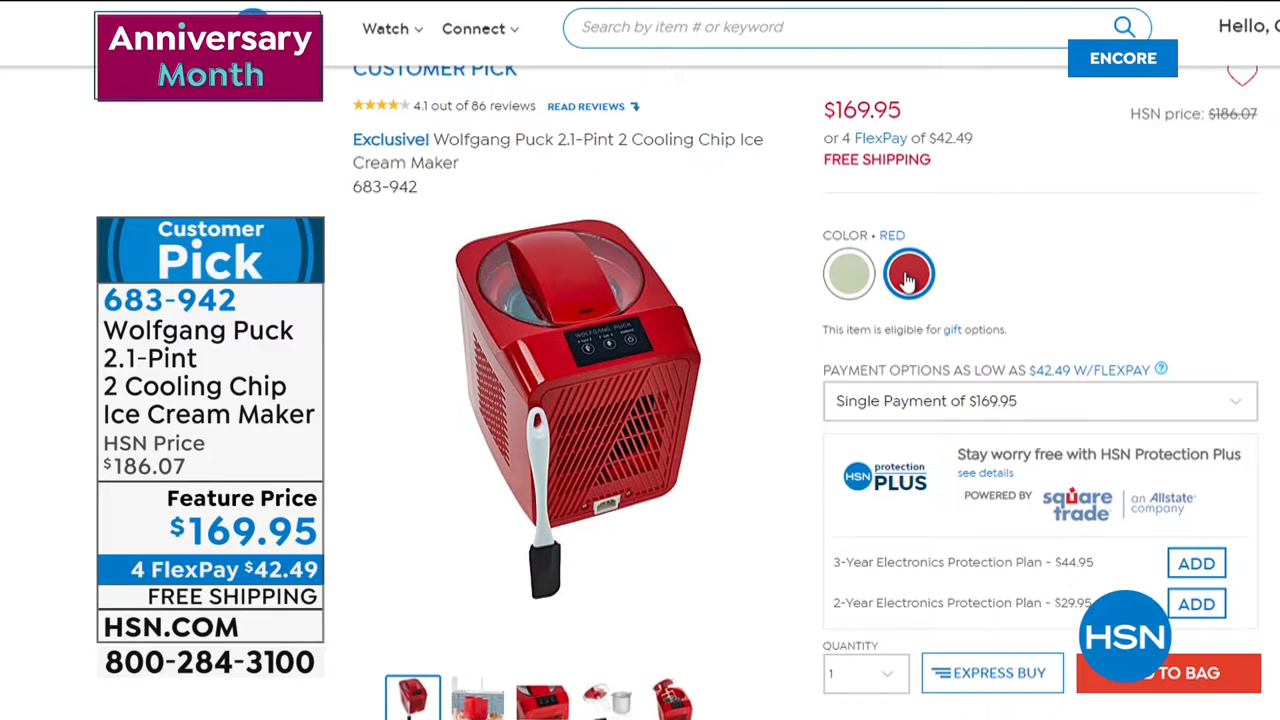 Anniversary
Month
Watch
Connect
Search by item # or keyword
Hello,
ENCORE
CUSTOMER PICK
4.1 out of 86 reviews
READ REVIEWS
Exclusive! Wolfgang Puck 2.1-Pint 2 Cooling Chip Ice
Cream Maker
683-942
$169.95
HSN price: $186.07
or 4 FlexPay of $42.49
FREE SHIPPING
COLOR • RED
This item is eligible for gift options.
PAYMENT OPTIONS AS LOW AS $42.49 W/FLEXPAY ?
Single Payment of $169.95
HSN protection
PLUS
Stay worry free with HSN Protection Plus
see details
POWERED BY
square
trade
an Allstate
company
3-Year Electronics Protection Plan - $44.95
ADD
2-Year Electronics Protection Plan - $29.95
ADD
QUANTITY
1
EXPRESS BUY
TO BAG
HSN
WOLFGANG PUCK
Customer
Pick
683-942
Wolfgang Puck
2.1-Pint
2 Cooling Chip
Ice Cream Maker
HSN Price
$186.07
Feature Price
$169.95
4 FlexPay $42.49
FREE SHIPPING
HSN.COM
800-284-3100